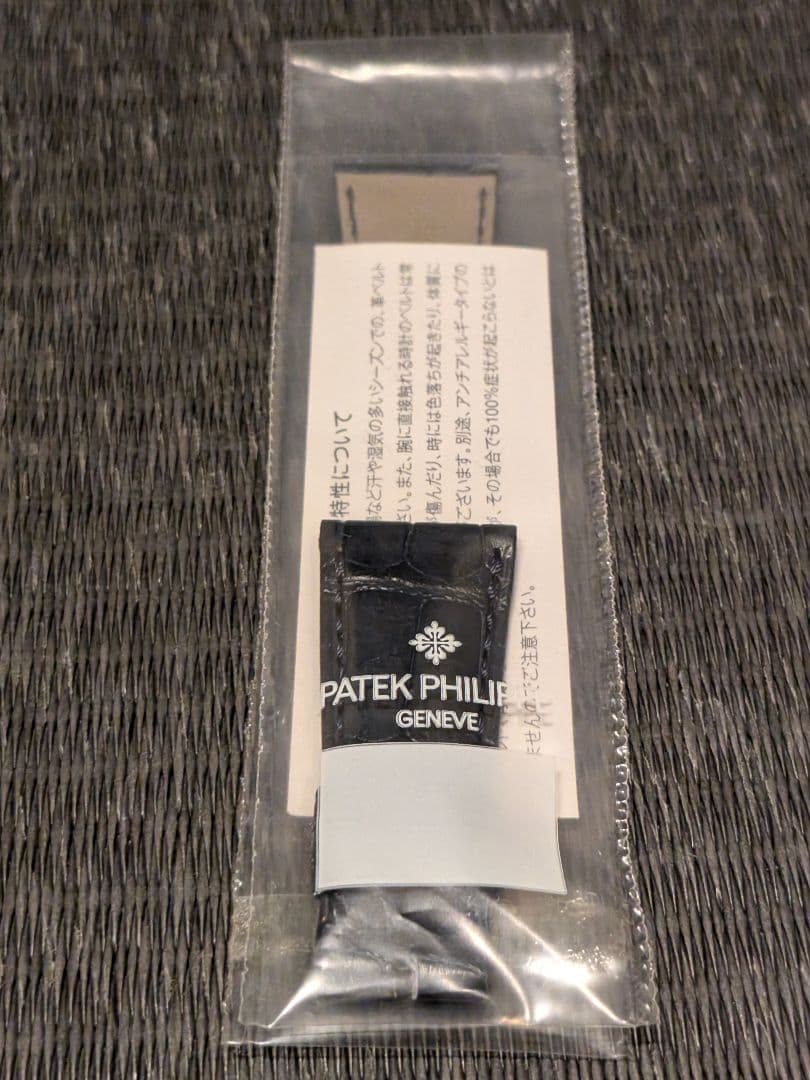 特性について
など汗や湿気の多いシーズンでの、革ベルト
さい。また、腕に直接触れる時計のベルトは常
傷んだり、時には色落ちが起きたり、体質に
ございます。別途、アンチアレルギータイプの
、その場合でも100%症状が起こらないとは
ませんのでご注意下さい。
PATEK PHILIP
GENEVE